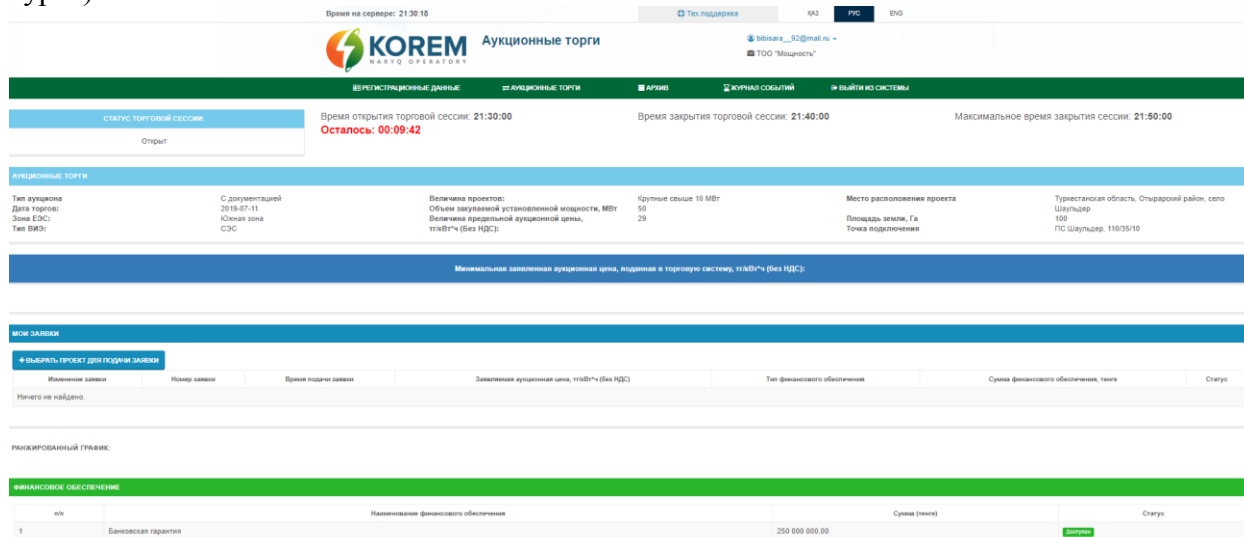 Время на сервере: 21:30:18
Тех.поддержка
ҚАЗ РУС ENG
KOREM
NARYQ OPERATORY
Аукционные торги
bibisara__92@mail.ru
ТОО "Мощность"
РЕГИСТРАЦИОННЫЕ ДАННЫЕ АУКЦИОННЫЕ ТОРГИ АРХИВ ЖУРНАЛ СОБЫТИЙ ВЫЙТИ ИЗ СИСТЕМЫ
СТАТУС ТОРГОВОЙ СЕССИИ:
Открыт
Время открытия торговой сессии: 21:30:00
Осталось: 00:09:42
Время закрытия торговой сессии: 21:40:00
Максимальное время закрытия сессии: 21:50:00
АУКЦИОННЫЕ ТОРГИ
Тип аукциона С документацией
Дата торгов: 2019-07-11
Зона ЕЭС: Южная зона
Тип ВИЭ: СЭС
Величина проектов: Крупные свыше 10 МВт
Объем закупаемой установленной мощности, МВт 50
Величина предельной аукционной цены, 29
тг/кВт*ч (Без НДС):
Место расположения проекта Туркестанская область, Отырарский район, село
Шаульдер
Площадь земли, Га 100
Точка подключения ПС Шаульдер. 110/35/10
Минимальная заявленная аукционная цена, поданная в торговую систему, тг/кВт*ч (без НДС):
МОИ ЗАЯВКИ
+ ВЫБРАТЬ ПРОЕКТ ДЛЯ ПОДАЧИ ЗАЯВКИ
Изменение заявки Номер заявки Время подачи заявки Заявляемая аукционная цена, тг/кВт*ч (без НДС) Тип финансового обеспечения Сумма финансового обеспечения, тенге Статус
Ничего не найдено.
РАНЖИРОВАННЫЙ ГРАФИК:
ФИНАНСОВОЕ ОБЕСПЕЧЕНИЕ
п/п Наименование финансового обеспечения Сумма (тенге) Статус
1 Банковская гарантия 250 000 000,00 Доступен